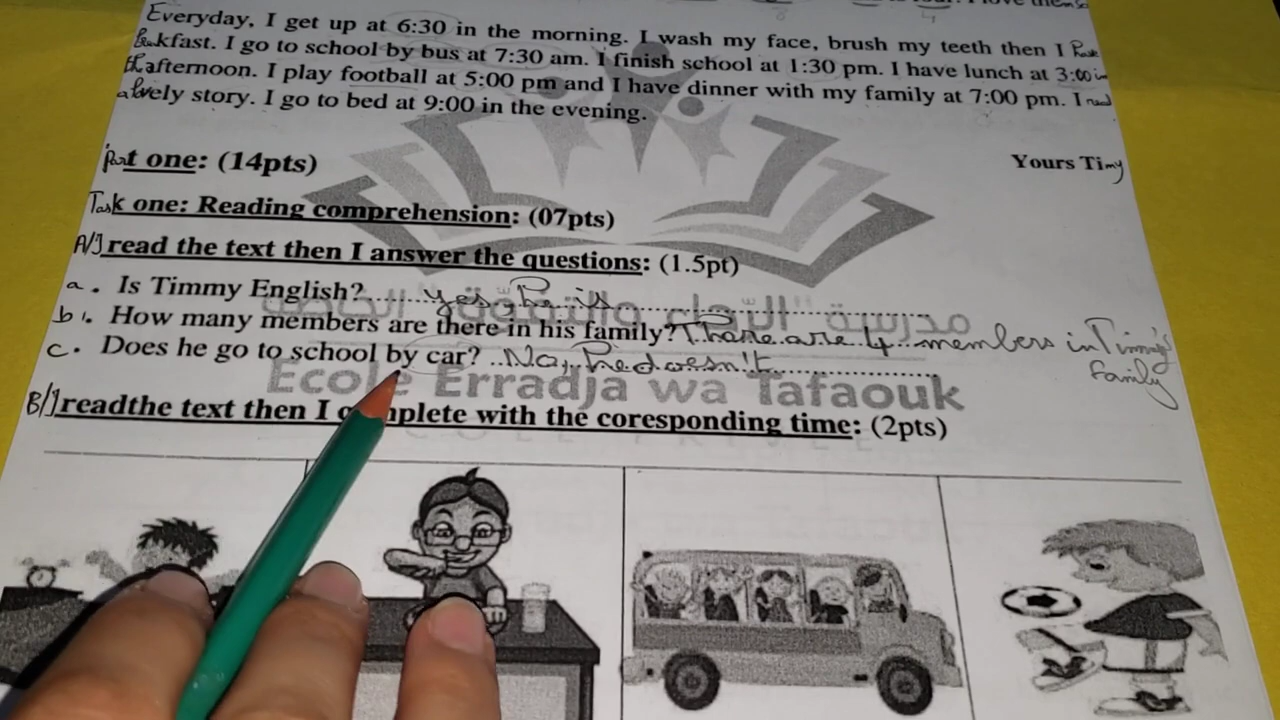 Everyday, I get up at 6:30 in the morning. I wash my face, brush my teeth then I have
breakfast. I go to school by bus at 7:30 am. I finish school at 1:30 pm. I have lunch at 3:00 in
the afternoon. I play football at 5:00 pm and I have dinner with my family at 7:00 pm. I read
a lovely story. I go to bed at 9:00 in the evening.
Yours Timy
Part one: (14pts)
Task one: Reading comprehension: (07pts)
A/I read the text then I answer the questions: (1.5pt)
a. Is Timmy English? yes, he is
مدرسة الرجاء والتفوق الخاصة
b. How many members are there in his family? There are 4 members in Timmy's family
c. Does he go to school by car? No, he doesn't
Ecole Erradja wa Tafaouk
B/I readthe text then I complete with the coresponding time: (2pts)